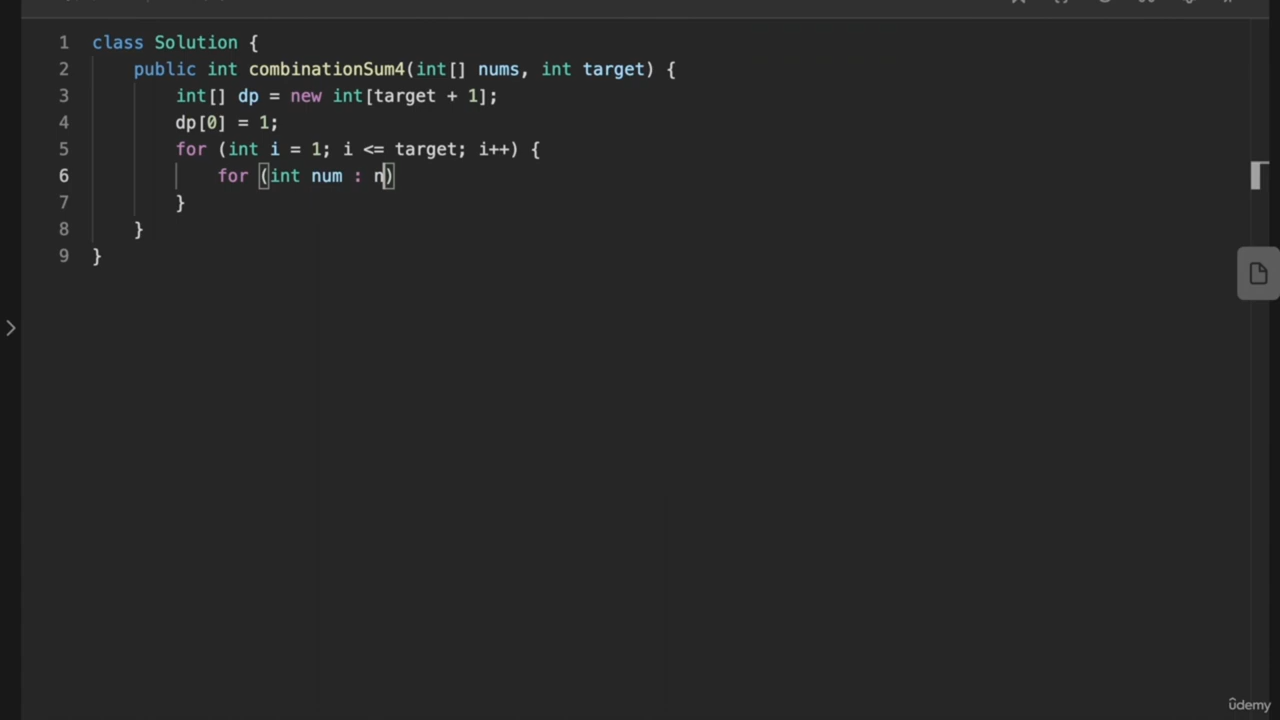 1 class Solution {
2 public int combinationSum4(int[] nums, int target) {
3 int[] dp = new int[target + 1];
4 dp[0] = 1;
5 for (int i = 1; i <= target; i++) {
6 for (int num : n)
7 }
8 }
9 }
ûdemy